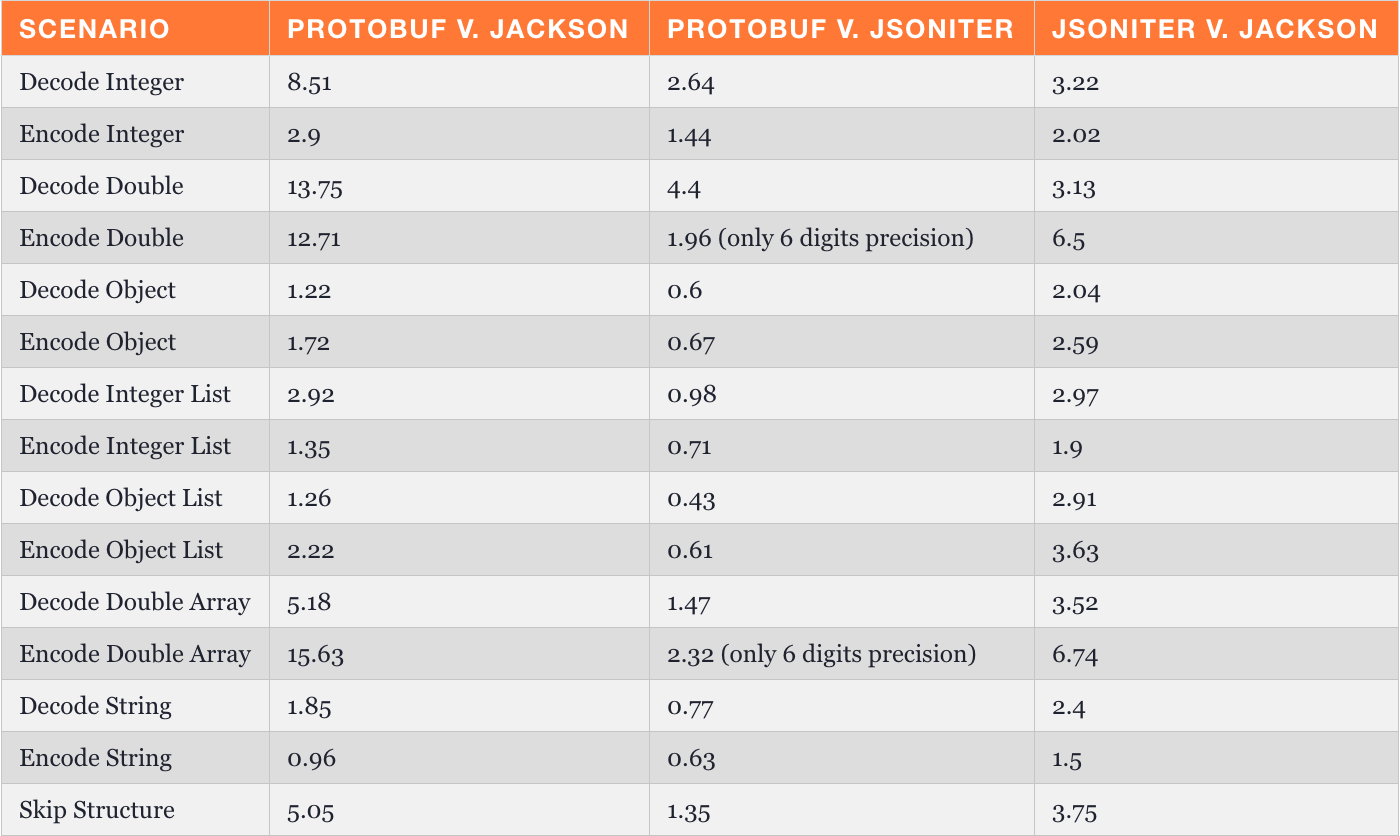 SCENARIO PROTOBUF V. JACKSON PROTOBUF V. JSONITER JSONITER V. JACKSON
Decode Integer 8.51 2.64 3.22
Encode Integer 2.9 1.44 2.02
Decode Double 13.75 4.4 3.13
Encode Double 12.71 1.96 (only 6 digits precision) 6.5
Decode Object 1.22 0.6 2.04
Encode Object 1.72 0.67 2.59
Decode Integer List 2.92 0.98 2.97
Encode Integer List 1.35 0.71 1.9
Decode Object List 1.26 0.43 2.91
Encode Object List 2.22 0.61 3.63
Decode Double Array 5.18 1.47 3.52
Encode Double Array 15.63 2.32 (only 6 digits precision) 6.74
Decode String 1.85 0.77 2.4
Encode String 0.96 0.63 1.5
Skip Structure 5.05 1.35 3.75